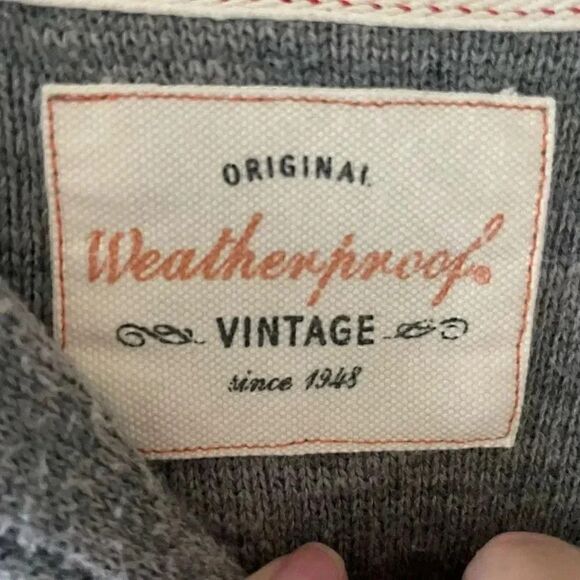 ORIGINAL
Weatherproof®
VINTAGE
since 1948